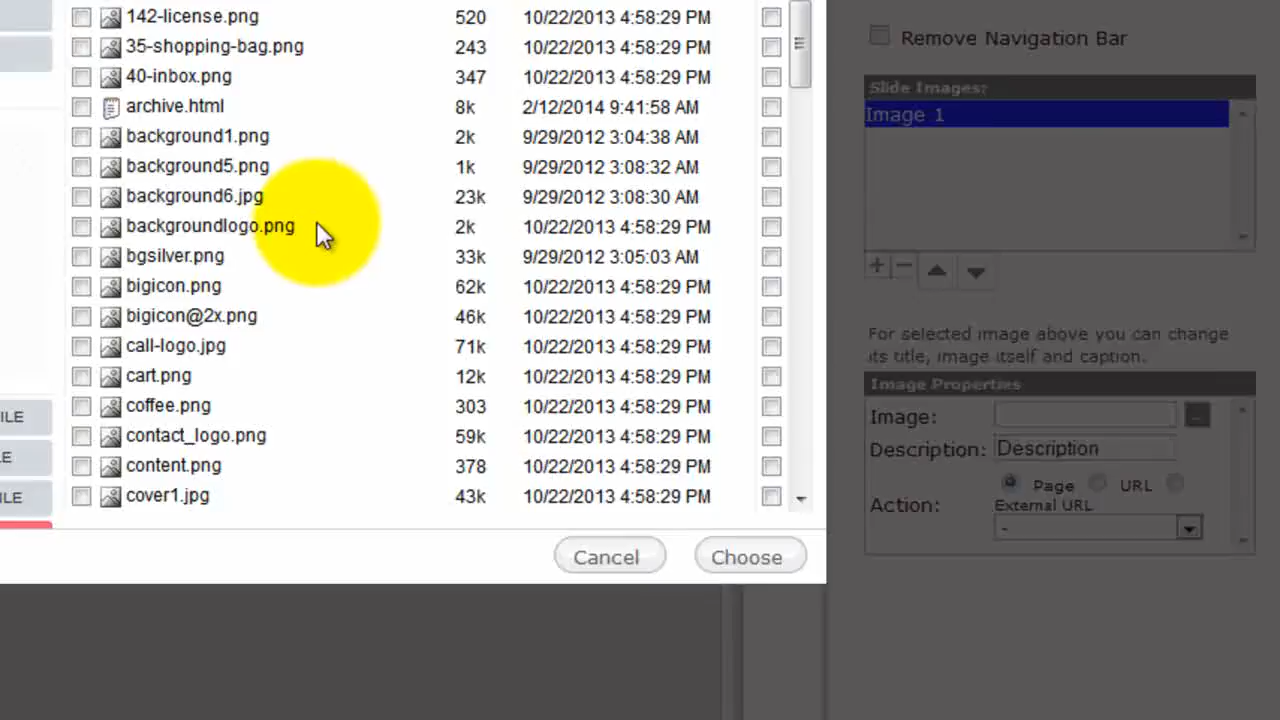 142-license.png 520 10/22/2013 4:58:29 PM
35-shopping-bag.png 243 10/22/2013 4:58:29 PM
40-inbox.png 347 10/22/2013 4:58:29 PM
archive.html 8k 2/12/2014 9:41:58 AM
background1.png 2k 9/29/2012 3:04:38 AM
background5.png 1k 9/29/2012 3:08:32 AM
background6.jpg 23k 9/29/2012 3:08:30 AM
backgroundlogo.png 2k 10/22/2013 4:58:29 PM
bgsilver.png 33k 9/29/2012 3:05:03 AM
bigicon.png 62k 10/22/2013 4:58:29 PM
bigicon@2x.png 46k 10/22/2013 4:58:29 PM
call-logo.jpg 71k 10/22/2013 4:58:29 PM
cart.png 12k 10/22/2013 4:58:29 PM
coffee.png 303 10/22/2013 4:58:29 PM
contact_logo.png 59k 10/22/2013 4:58:29 PM
content.png 378 10/22/2013 4:58:29 PM
cover1.jpg 43k 10/22/2013 4:58:29 PM
ILE
LE
ILE
Cancel Choose
Remove Navigation Bar
Slide Images:
Image 1
For selected image above you can change
its title, image itself and caption.
Image Properties
Image: ...
Description: Description
Page URL
Action:
External URL
-